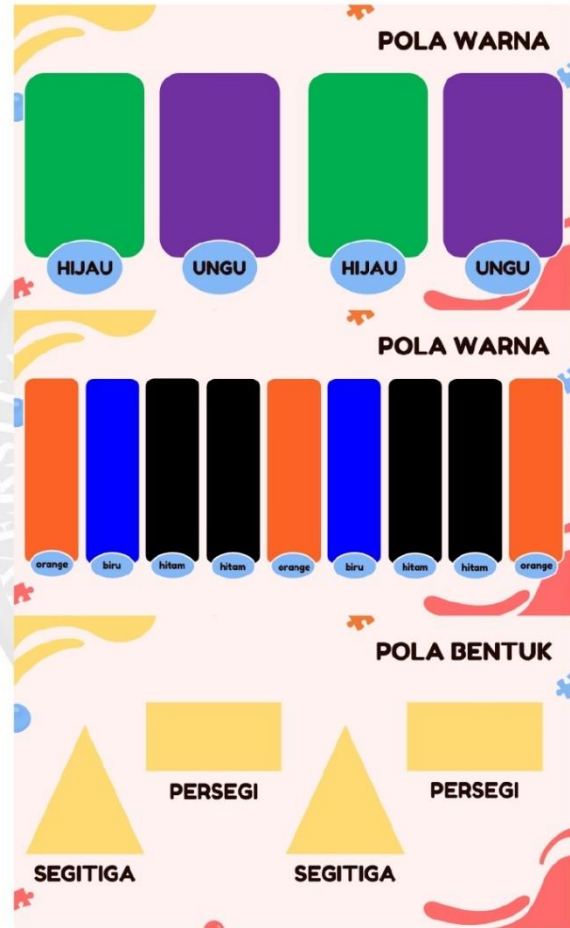 POLA WARNA
HIJAU UNGU HIJAU UNGU
POLA WARNA
orange biru hitam hitam orange biru hitam hitam orange
POLA BENTUK
PERSEGI PERSEGI
SEGITIGA SEGITIGA